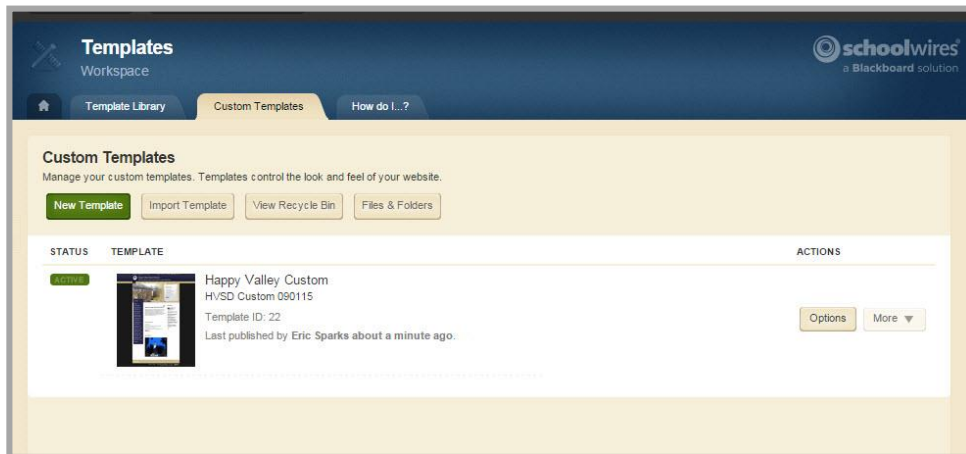 Templates
Workspace
schoolwires
a Blackboard solution
Template Library
Custom Templates
How do I...?
Custom Templates
Manage your custom templates. Templates control the look and feel of your website.
New Template
Import Template
View Recycle Bin
Files & Folders
STATUS TEMPLATE ACTIONS
ACTIVE
Happy Valley Custom
HVSD Custom 090115
Template ID: 22
Last published by Eric Sparks about a minute ago.
Options
More